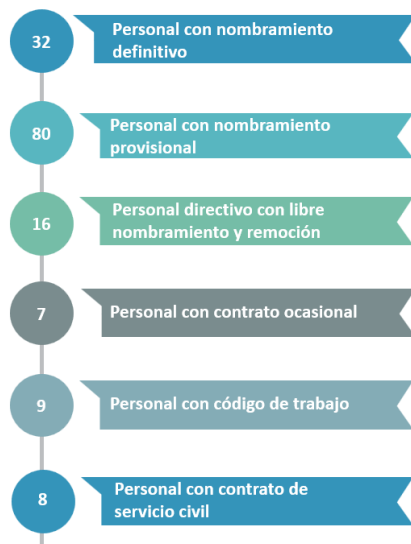 32
Personal con nombramiento
definitivo
80
Personal con nombramiento
provisional
16
Personal directivo con libre
nombramiento y remoción
7
Personal con contrato ocasional
9
Personal con código de trabajo
8
Personal con contrato de
servicio civil